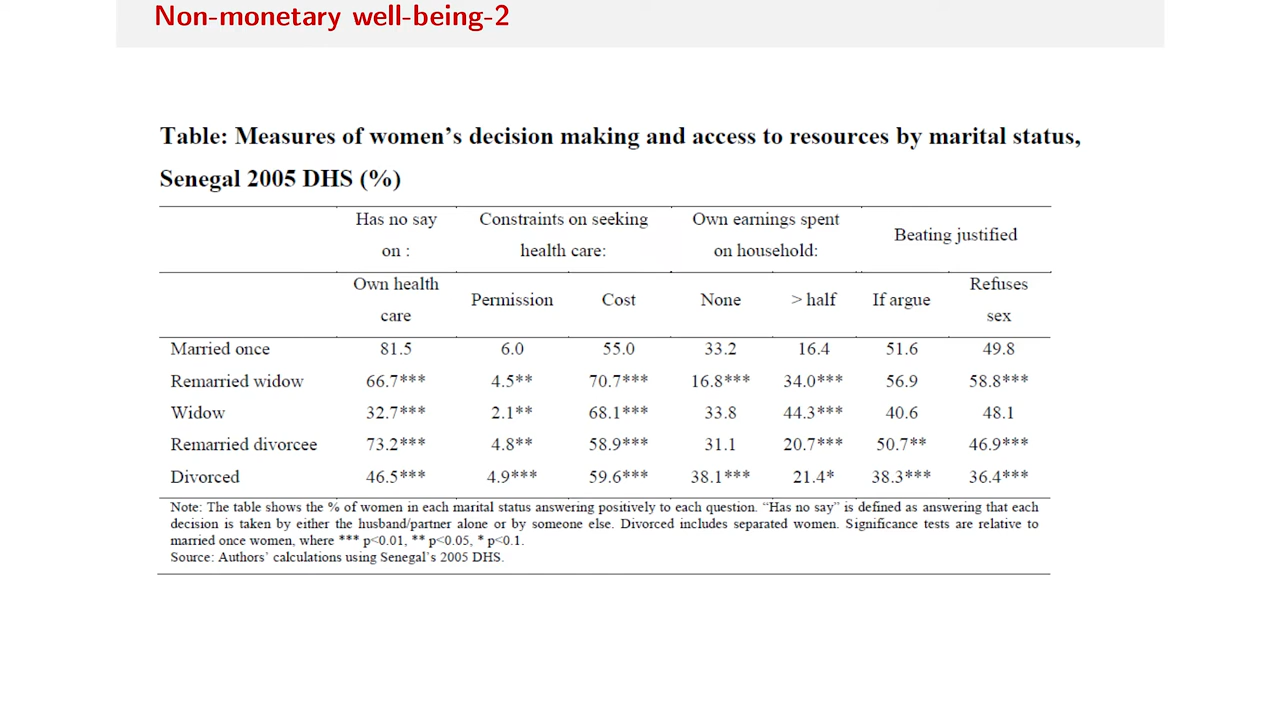 Non-monetary well-being-2
Table: Measures of women's decision making and access to resources by marital status,
Senegal 2005 DHS (%)
Has no say Constraints on seeking Own earnings spent Beating justified
on : health care: on household:
Own health care Permission Cost None > half If argue Refuses sex
Married once 81.5 6.0 55.0 33.2 16.4 51.6 49.8
Remarried widow 66.7*** 4.5** 70.7*** 16.8*** 34.0*** 56.9 58.8***
Widow 32.7*** 2.1** 68.1*** 33.8 44.3*** 40.6 48.1
Remarried divorcee 73.2*** 4.8** 58.9*** 31.1 20.7*** 50.7** 46.9***
Divorced 46.5*** 4.9*** 59.6*** 38.1*** 21.4* 38.3*** 36.4***
Note: The table shows the % of women in each marital status answering positively to each question. “Has no say” is defined as answering that each
decision is taken by either the husband/partner alone or by someone else. Divorced includes separated women. Significance tests are relative to
married once women, where *** p<0.01, ** p<0.05, * p<0.1.
Source: Authors' calculations using Senegal's 2005 DHS.